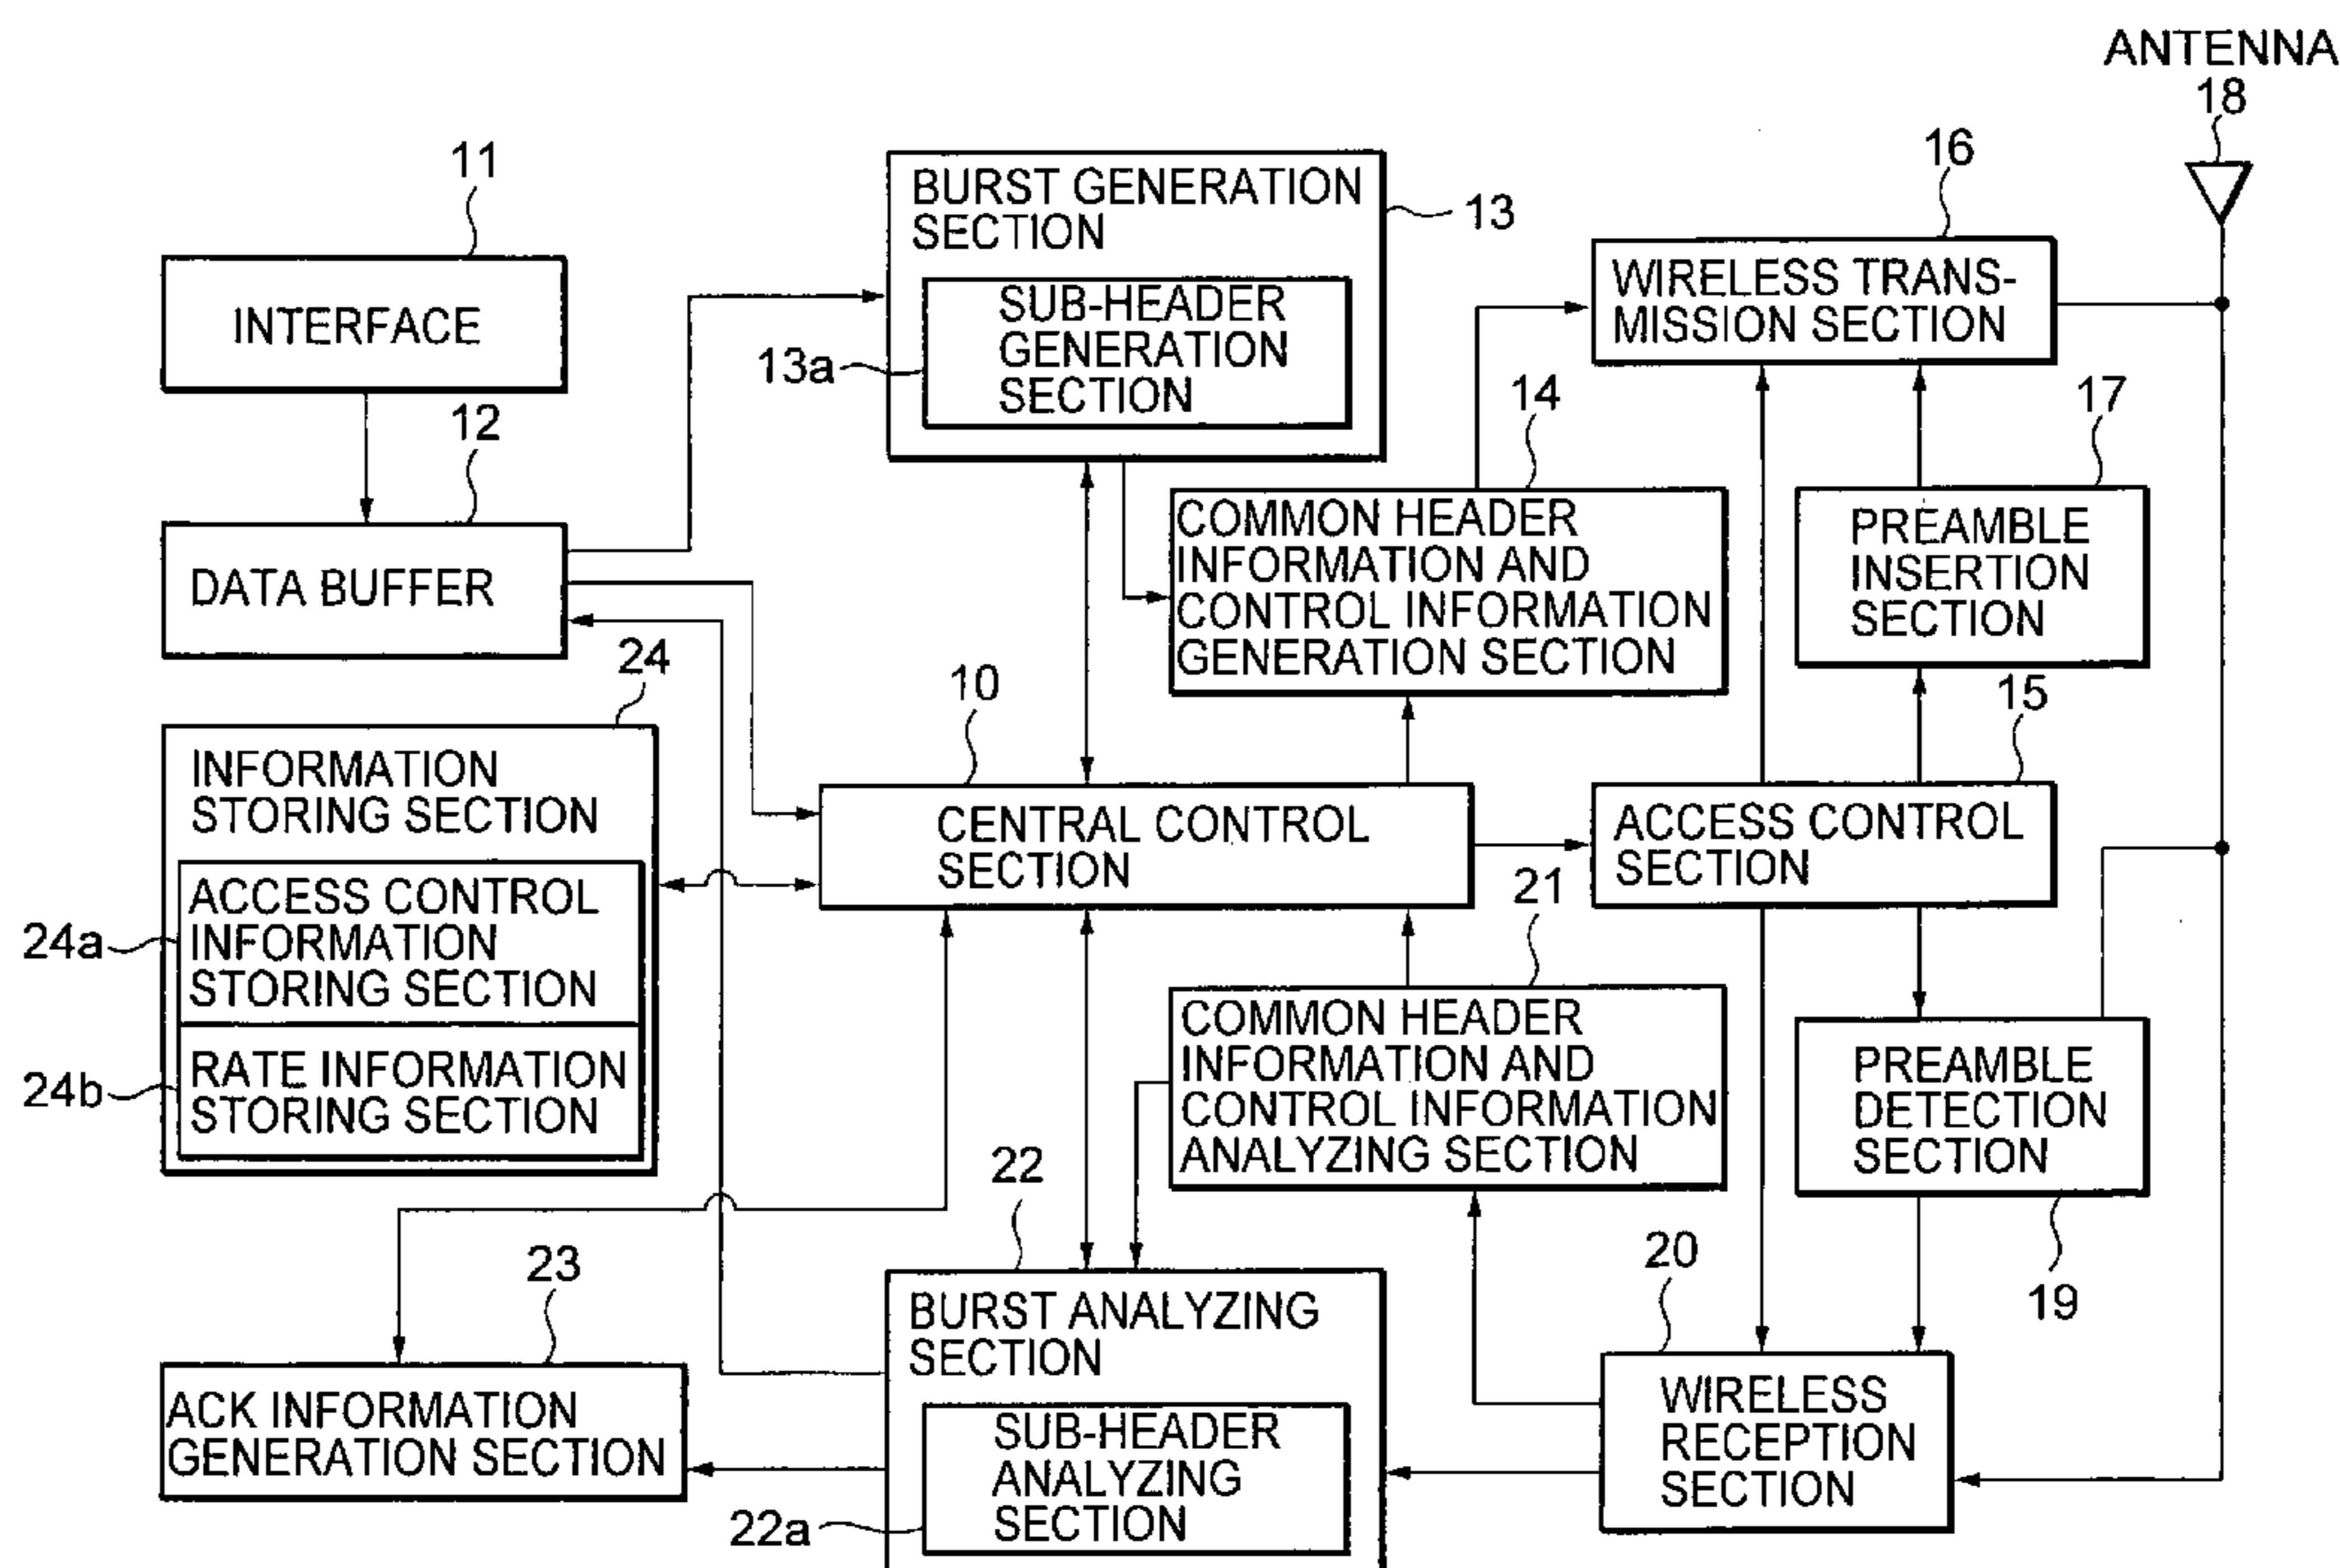 ANTENNA
18
11
INTERFACE
12
DATA BUFFER
BURST GENERATION
SECTION
13
SUB-HEADER
GENERATION
SECTION
13a
16
WIRELESS TRANS-
MISSION SECTION
14
COMMON HEADER
INFORMATION AND
CONTROL INFORMATION
GENERATION SECTION
17
PREAMBLE
INSERTION
SECTION
24
INFORMATION
STORING SECTION
24a
ACCESS CONTROL
INFORMATION
STORING SECTION
24b
RATE INFORMATION
STORING SECTION
10
CENTRAL CONTROL
SECTION
15
ACCESS CONTROL
SECTION
21
COMMON HEADER
INFORMATION AND
CONTROL INFORMATION
ANALYZING SECTION
PREAMBLE
DETECTION
SECTION
19
23
ACK INFORMATION
GENERATION SECTION
22
BURST ANALYZING
SECTION
SUB-HEADER
ANALYZING
SECTION
22a
20
WIRELESS
RECEPTION
SECTION